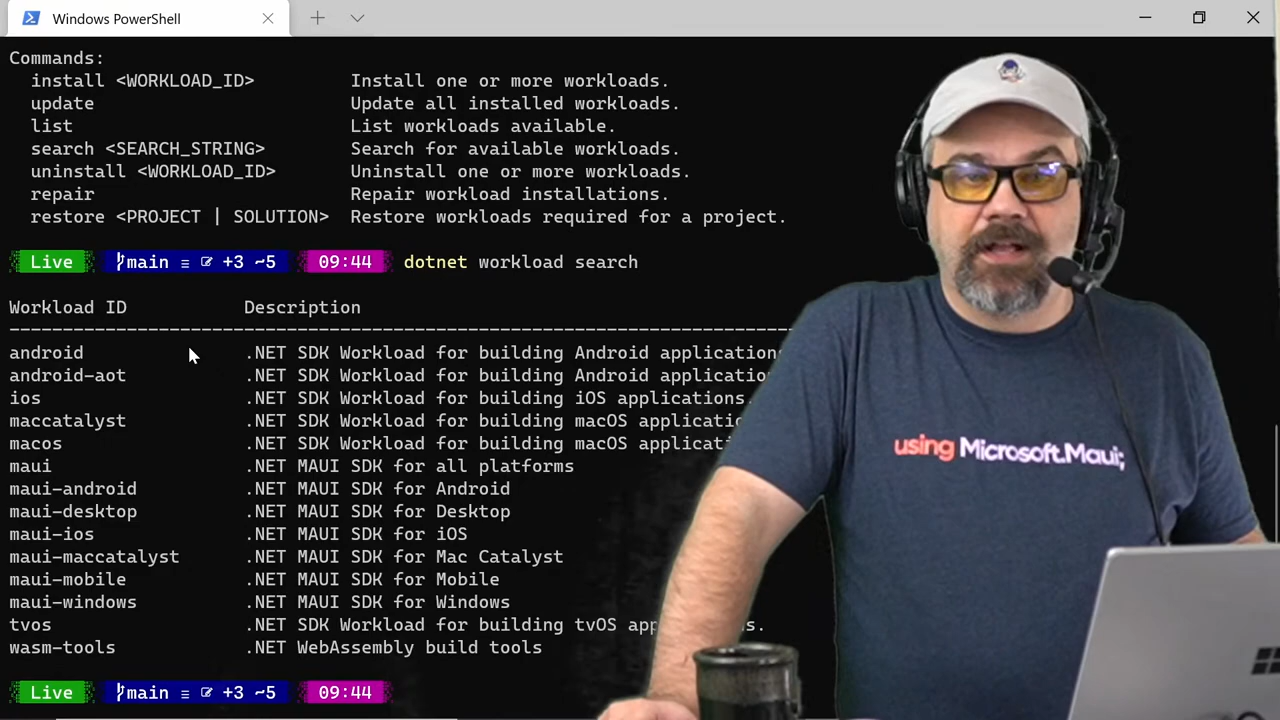 Windows PowerShell
Commands:
install <WORKLOAD_ID> Install one or more workloads.
update Update all installed workloads.
list List workloads available.
search <SEARCH_STRING> Search for available workloads.
uninstall <WORKLOAD_ID> Uninstall one or more workloads.
repair Repair workload installations.
restore <PROJECT | SOLUTION> Restore workloads required for a project.
Live main ≡ +3 ~5 09:44 dotnet workload search
Workload ID Description
android .NET SDK Workload for building Android
android-aot .NET SDK Workload for building Android
ios .NET SDK Workload for building iOS applications.
maccatalyst .NET SDK Workload for building macOS
macos .NET SDK Workload for building macOS
maui .NET MAUI SDK for all platforms
maui-android .NET MAUI SDK for Android
maui-desktop .NET MAUI SDK for Desktop
maui-ios .NET MAUI SDK for iOS
maui-maccatalyst .NET MAUI SDK for Mac Catalyst
maui-mobile .NET MAUI SDK for Mobile
maui-windows .NET MAUI SDK for Windows
tvos .NET SDK Workload for building tvOS
wasm-tools .NET WebAssembly build tools
Live main ≡ +3 ~5 09:44
using Microsoft.Maui;